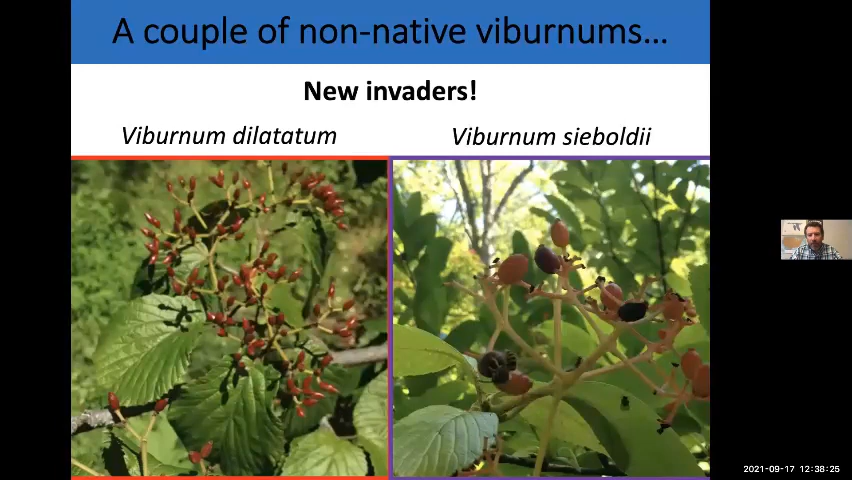 A couple of non-native viburnums...
New invaders!
Viburnum dilatatum
Viburnum sieboldii
2021-09-17 12:38:25